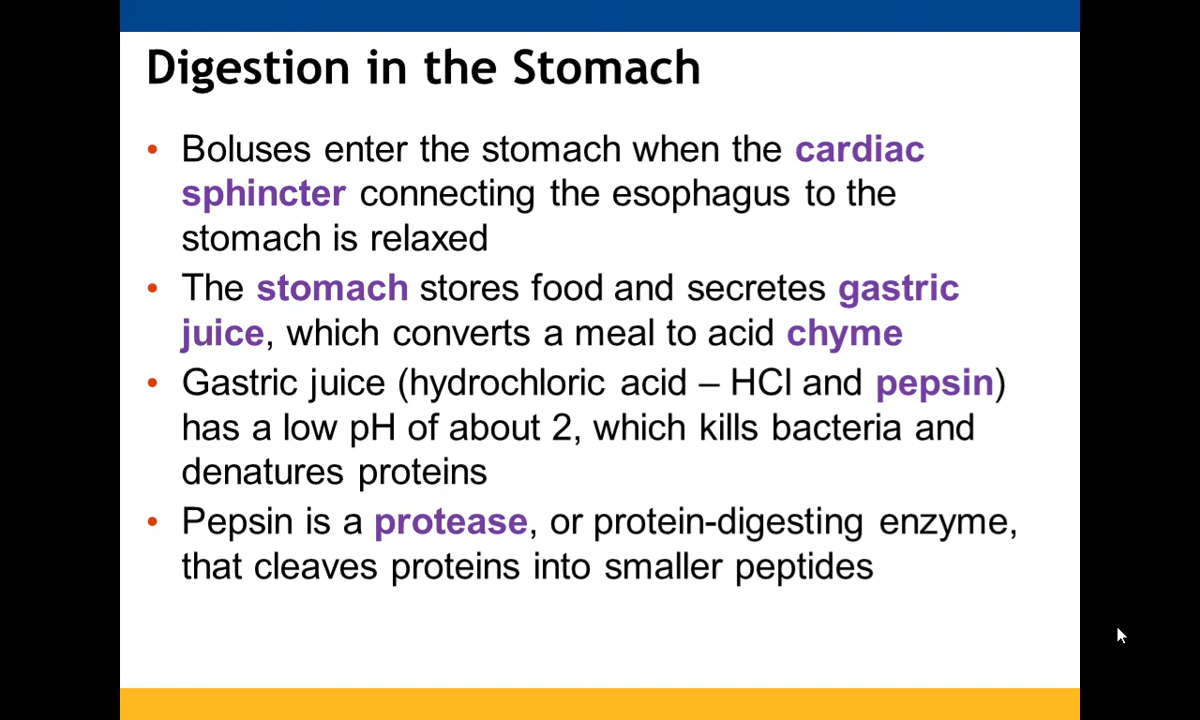 Digestion in the Stomach
• Boluses enter the stomach when the cardiac
sphincter connecting the esophagus to the
stomach is relaxed
• The stomach stores food and secretes gastric
juice, which converts a meal to acid chyme
• Gastric juice (hydrochloric acid – HCl and pepsin)
has a low pH of about 2, which kills bacteria and
denatures proteins
• Pepsin is a protease, or protein-digesting enzyme,
that cleaves proteins into smaller peptides